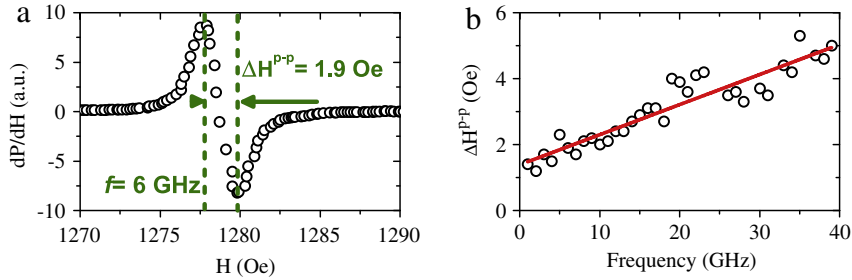 a
10
5
0
-5
-10
dP/dH (a.u.)
ΔH^p-p = 1.9 Oe
f= 6 GHz
1270 1275 1280 1285 1290
H (Oe)
b
6
4
2
0
ΔH^p-p (Oe)
0 10 20 30 40
Frequency (GHz)